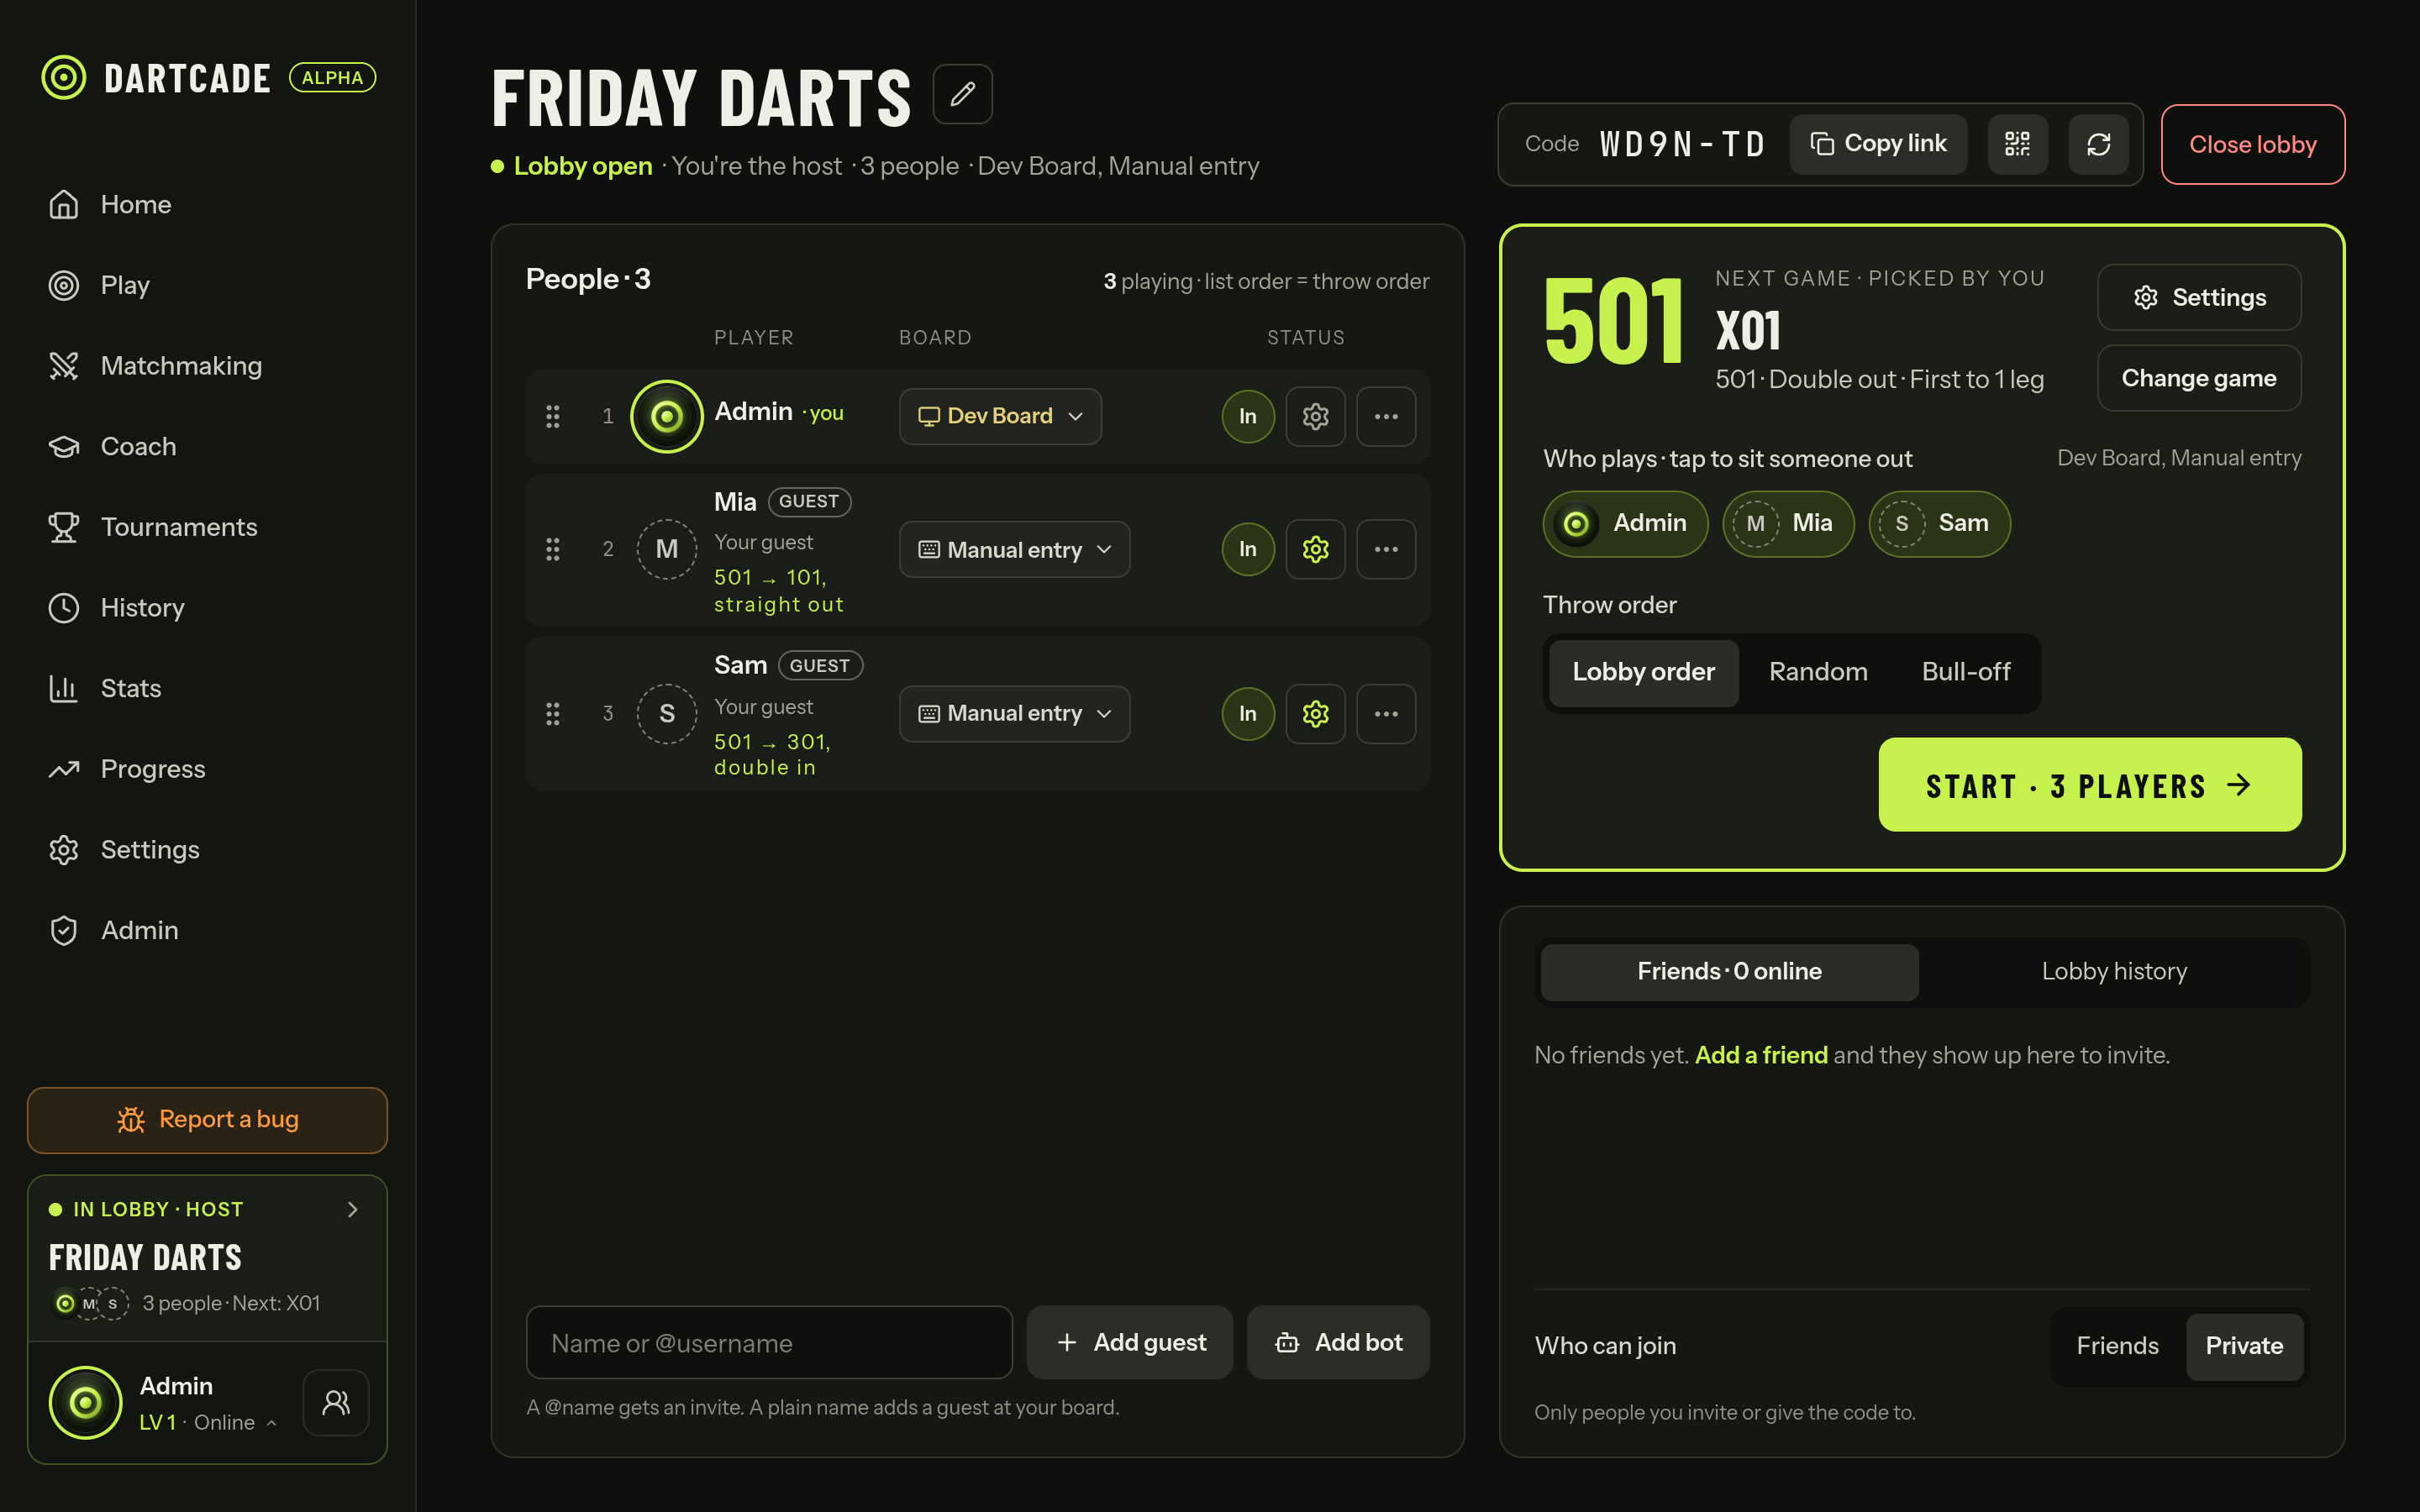 DARTCADE ALPHA
Home
Play
Matchmaking
Coach
Tournaments
History
Stats
Progress
Settings
Admin
Report a bug
IN LOBBY · HOST
FRIDAY DARTS
M S 3 people · Next: X01
Admin
LV 1 · Online
FRIDAY DARTS
Lobby open · You're the host · 3 people · Dev Board, Manual entry
Code WD9N-TD Copy link
Close lobby
People · 3
3 playing · list order = throw order
PLAYER BOARD STATUS
1 Admin · you Dev Board In
Mia GUEST
2 M Your guest Manual entry In
501 → 101,
straight out
Sam GUEST
3 S Your guest Manual entry In
501 → 301,
double in
Name or @username
Add guest
Add bot
A @name gets an invite. A plain name adds a guest at your board.
501
NEXT GAME · PICKED BY YOU
X01
501 · Double out · First to 1 leg
Settings
Change game
Who plays · tap to sit someone out
Dev Board, Manual entry
Admin M Mia S Sam
Throw order
Lobby order Random Bull-off
START · 3 PLAYERS →
Friends · 0 online Lobby history
No friends yet. Add a friend and they show up here to invite.
Who can join Friends Private
Only people you invite or give the code to.